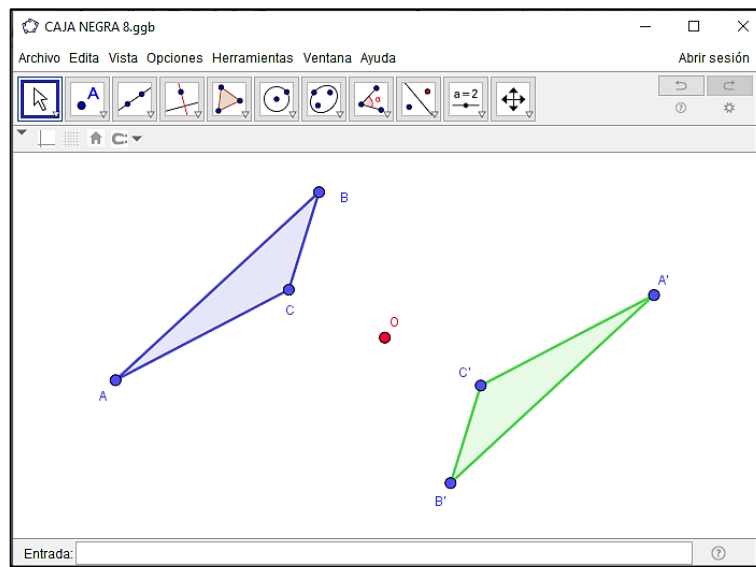 CAJA NEGRA 8.ggb
Archivo Edita Vista Opciones Herramientas Ventana Ayuda Abrir sesión
A α a = 2
B
C
A
O
A'
C'
B'
Entrada: